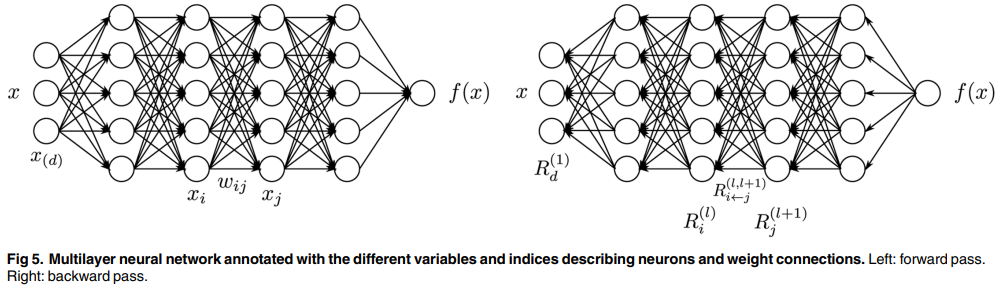 x f(x) x f(x)
x_{(d)} R_d^{(1)}
x_i w_{ij} x_j R_{i←j}^{(l,l+1)}
R_i^{(l)} R_j^{(l+1)}
Fig 5. Multilayer neural network annotated with the different variables and indices describing neurons and weight connections. Left: forward pass.
Right: backward pass.